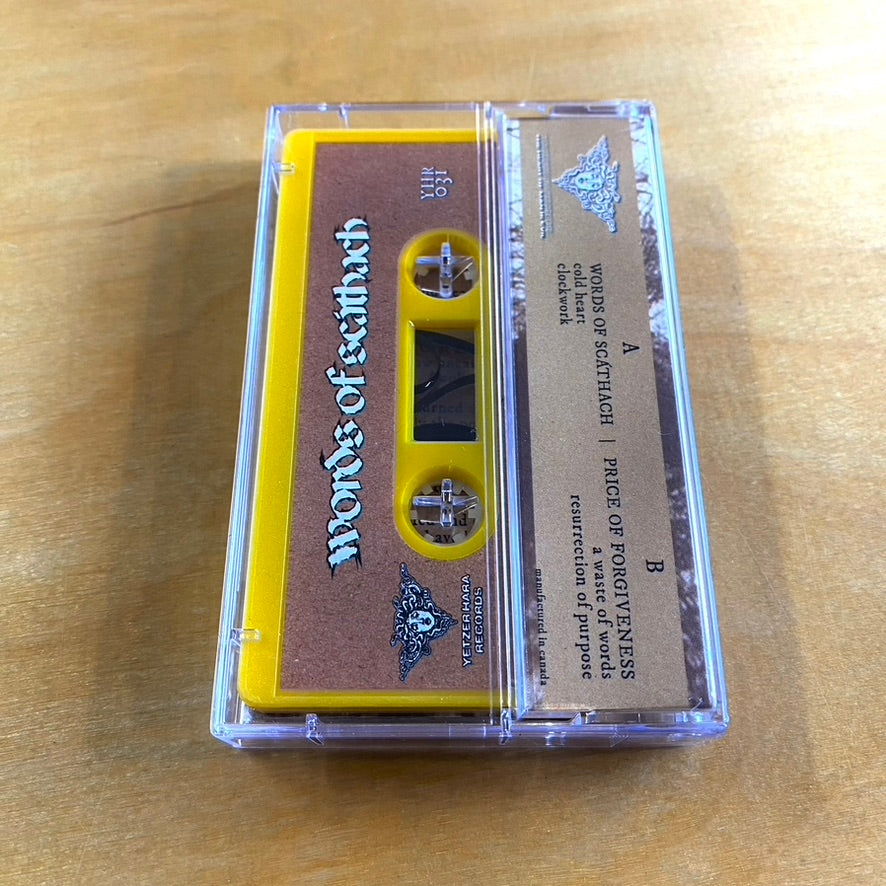 YHR
031
words of scáthach
YETZER HARA
RECORDS
A
WORDS OF SCÁTHACH | PRICE OF FORGIVENESS
cold heart
clockwork
B
a waste of words
resurrection of purpose
manufactured in canada